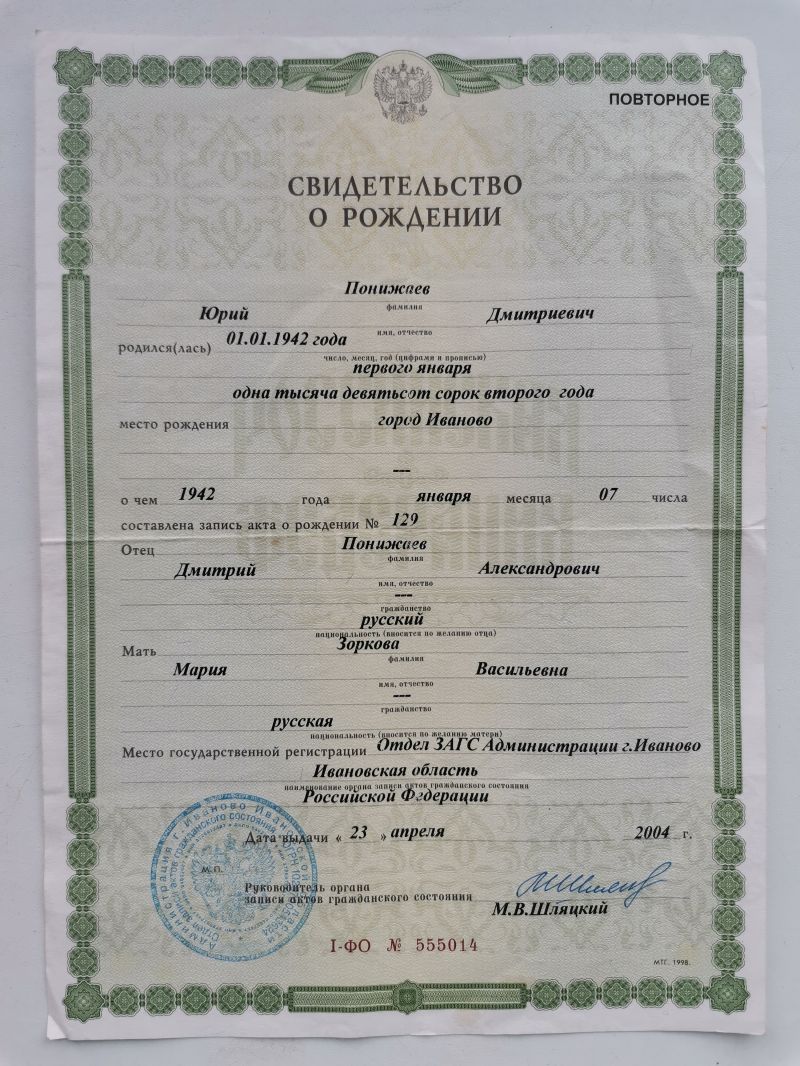 ПОВТОРНОЕ
СВИДЕТЕЛЬСТВО
О РОЖДЕНИИ
Понижаев
фамилия
Юрий Дмитриевич
имя, отчество
родился(лась) 01.01.1942 года
число, месяц, год (цифрами и прописью)
первого января
одна тысяча девятьсот сорок второго года
место рождения город Иваново
---
о чем 1942 года января месяца 07 числа
составлена запись акта о рождении № 129
Отец Понижаев
фамилия
Дмитрий Александрович
имя, отчество
---
гражданство
русский
национальность (вносится по желанию отца)
Мать Зоркова
фамилия
Мария Васильевна
имя, отчество
---
гражданство
русская
национальность (вносится по желанию матери)
Место государственной регистрации Отдел ЗАГС Администрации г.Иваново
Ивановская область
наименование органа записи актов гражданского состояния
Российской Федерации
Дата выдачи « 23 » апреля 2004 г.
М.П.
Руководитель органа
записи актов гражданского состояния
М.В.Шляцкий
I-ФО № 555014
МТГ. 1998.